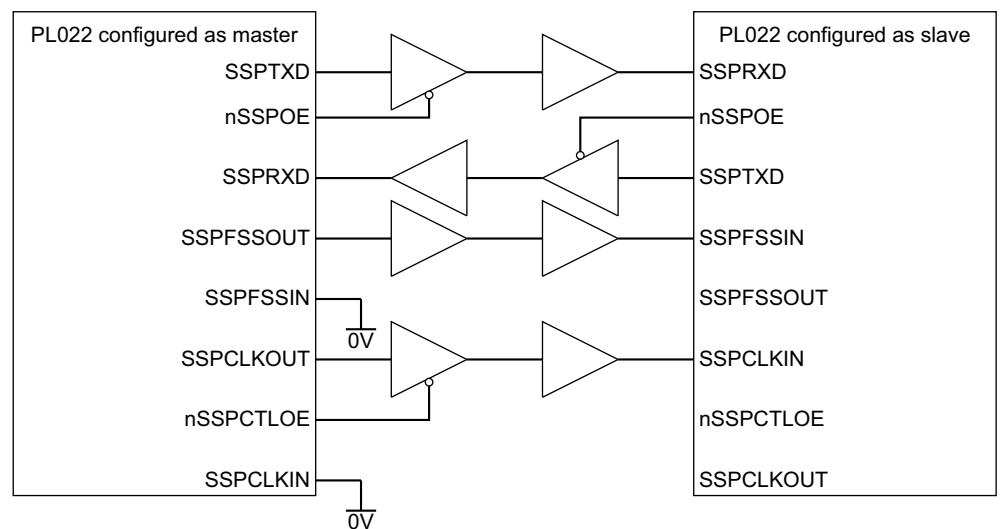 PL022 configured as master
SSPTXD
nSSPOE
SSPRXD
SSPFSSOUT
SSPFSSIN
0V
SSPCLKOUT
nSSPCTLOE
SSPCLKIN
0V
PL022 configured as slave
SSPRXD
nSSPOE
SSPTXD
SSPFSSIN
SSPFSSOUT
SSPCLKIN
nSSPCTLOE
SSPCLKOUT